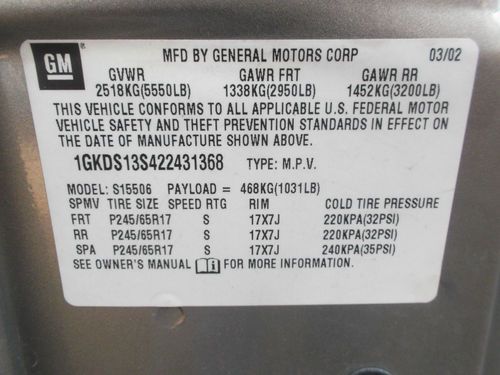 GM MFD BY GENERAL MOTORS CORP 03/02
GVWR GAWR FRT GAWR RR
2518KG(5550LB) 1338KG(2950LB) 1452KG(3200LB)
THIS VEHICLE CONFORMS TO ALL APPLICABLE U.S. FEDERAL MOTOR
VEHICLE SAFETY AND THEFT PREVENTION STANDARDS IN EFFECT ON
THE DATE OF MANUFACTURE SHOWN ABOVE.
1GKDS13S422431368 TYPE: M.P.V.
MODEL: S15506 PAYLOAD = 468KG(1031LB)
SPMV TIRE SIZE SPEED RTG RIM COLD TIRE PRESSURE
FRT P245/65R17 S 17X7J 220KPA(32PSI)
RR P245/65R17 S 17X7J 220KPA(32PSI)
SPA P245/65R17 S 17X7J 240KPA(35PSI)
SEE OWNER'S MANUAL FOR MORE INFORMATION.